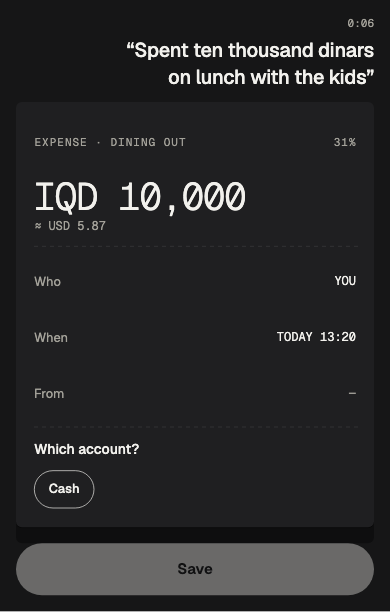 0:06
“Spent ten thousand dinars
on lunch with the kids”
EXPENSE · DINING OUT 31%
IQD 10,000
≈ USD 5.87
Who YOU
When TODAY 13:20
From –
Which account?
Cash
Save